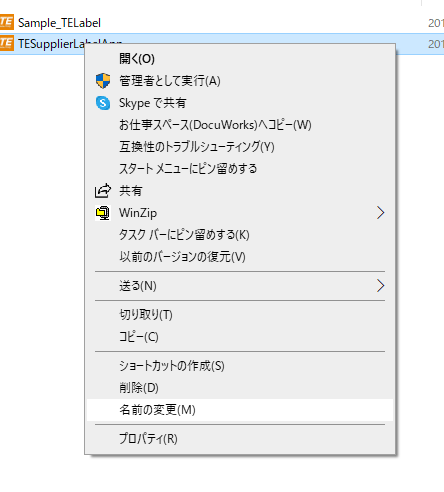 TE Sample_TELabel 201
TE TESupplierLabelApp 201
開く(O)
管理者として実行(A)
Skype で共有
お仕事スペース(DocuWorks)へコピー(W)
互換性のトラブルシューティング(Y)
スタート メニューにピン留めする
共有
WinZip
タスク バーにピン留めする(K)
以前のバージョンの復元(V)
送る(N)
切り取り(T)
コピー(C)
ショートカットの作成(S)
削除(D)
名前の変更(M)
プロパティ(R)